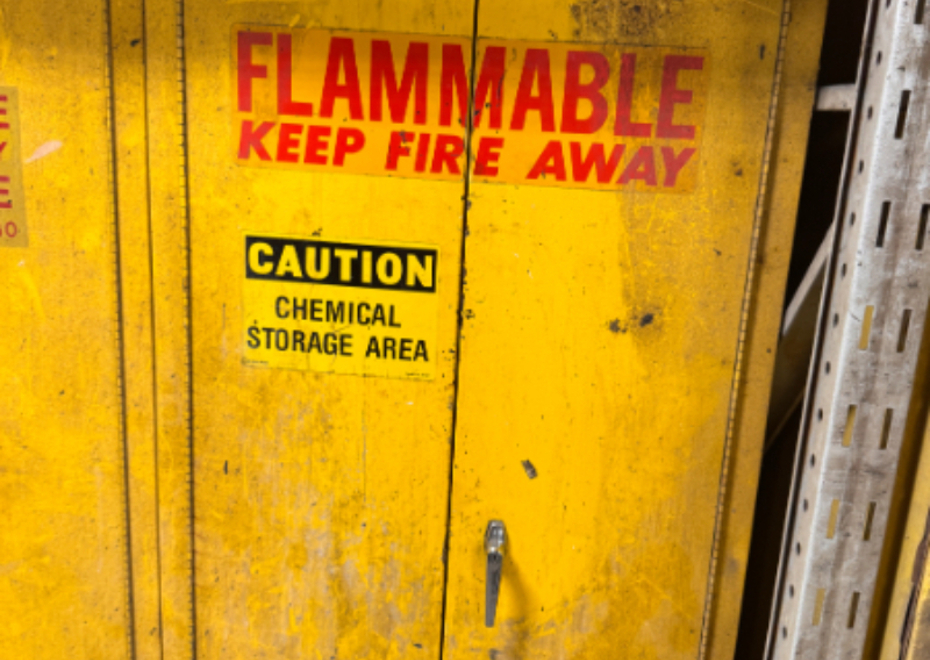 FLAMMABLE
KEEP FIRE AWAY
CAUTION
CHEMICAL
STORAGE AREA